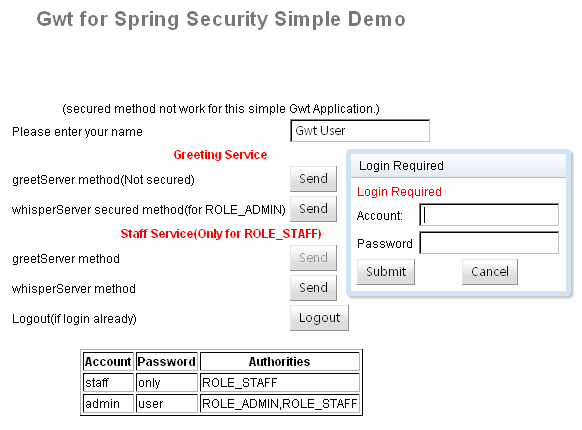 Gwt for Spring Security Simple Demo
(secured method not work for this simple Gwt Application.)
Please enter your name Gwt User
Greeting Service
greetServer method(Not secured) Send
whisperServer secured method(for ROLE_ADMIN) Send
Staff Service(Only for ROLE_STAFF)
greetServer method Send
whisperServer method Send
Logout(if login already) Logout
Login Required
Login Required
Account:
Password
Submit Cancel
Account Password Authorities
staff only ROLE_STAFF
admin user ROLE_ADMIN,ROLE_STAFF